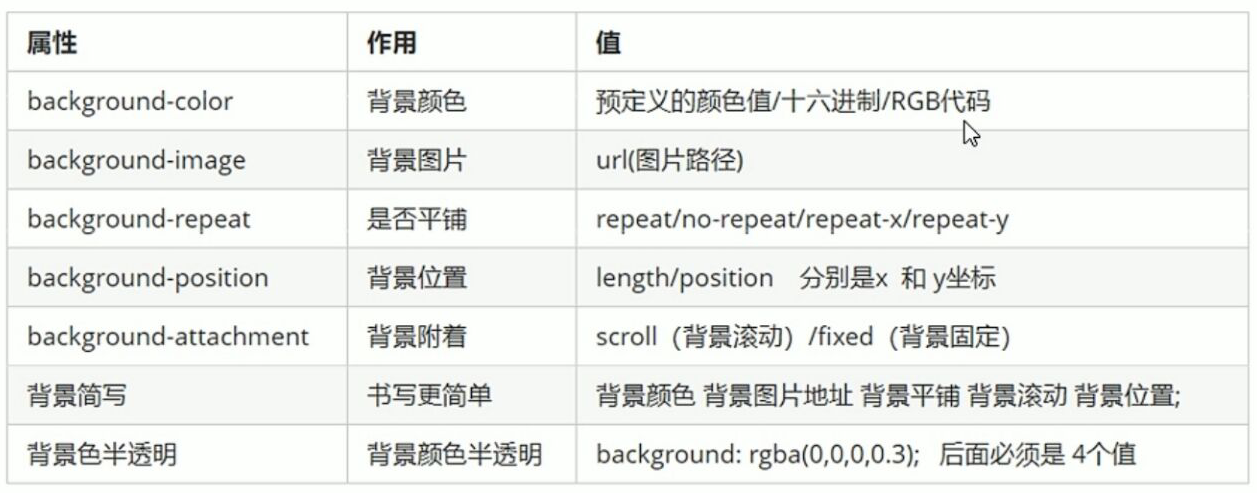 属性 作用 值
background-color 背景颜色 预定义的颜色值/十六进制/RGB代码
background-image 背景图片 url(图片路径)
background-repeat 是否平铺 repeat/no-repeat/repeat-x/repeat-y
background-position 背景位置 length/position 分别是x 和 y坐标
background-attachment 背景附着 scroll（背景滚动）/fixed（背景固定）
背景简写 书写更简单 背景颜色 背景图片地址 背景平铺 背景滚动 背景位置;
背景色半透明 背景颜色半透明 background: rgba(0,0,0,0.3); 后面必须是 4个值